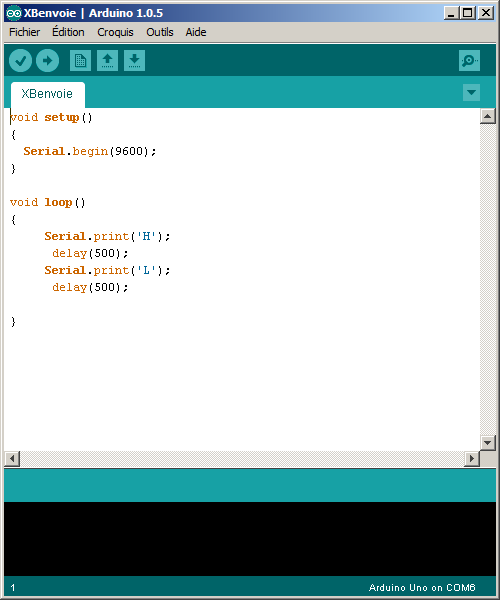 XBenvoie | Arduino 1.0.5
Fichier Édition Croquis Outils Aide
XBenvoie
void setup()
{
  Serial.begin(9600);
}

void loop()
{
     Serial.print('H');
      delay(500);
     Serial.print('L');
      delay(500);

}
1 Arduino Uno on COM6